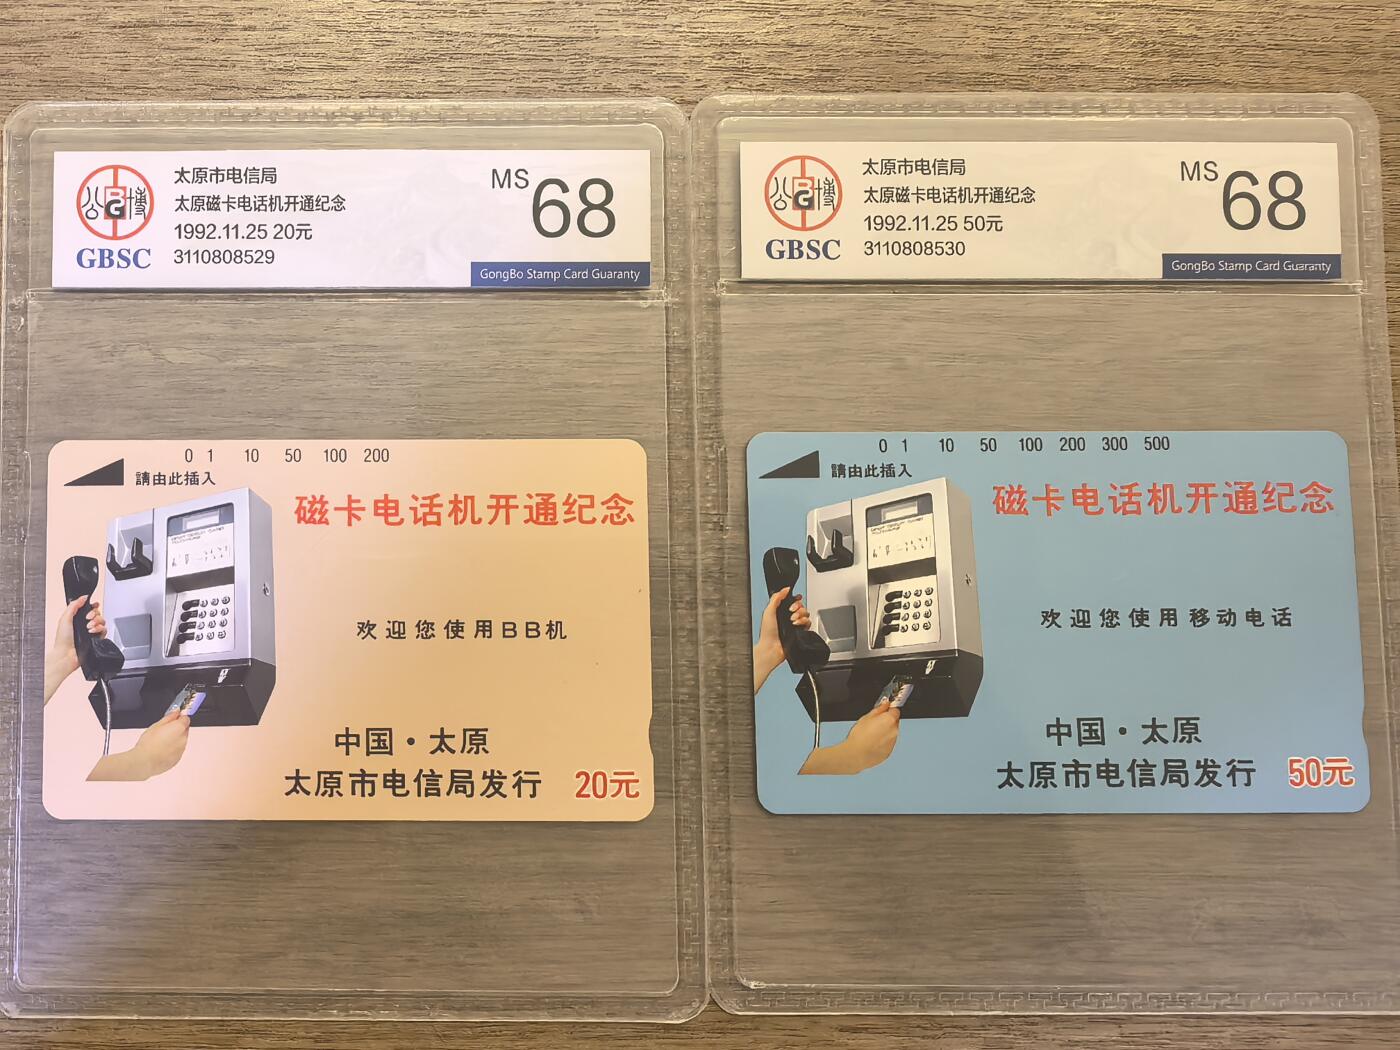 公 BG 博
GBSC
太原市电信局
太原磁卡电话机开通纪念
1992.11.25 20元
3110808529
MS 68
GongBo Stamp Card Guaranty
0 1 10 50 100 200
請由此插入
磁卡电话机开通纪念
欢迎您使用BB机
中国·太原
太原市电信局发行 20元
公 BG 博
GBSC
太原市电信局
太原磁卡电话机开通纪念
1992.11.25 50元
3110808530
MS 68
GongBo Stamp Card Guaranty
0 1 10 50 100 200 300 500
請由此插入
磁卡电话机开通纪念
欢迎您使用移动电话
中国·太原
太原市电信局发行 50元